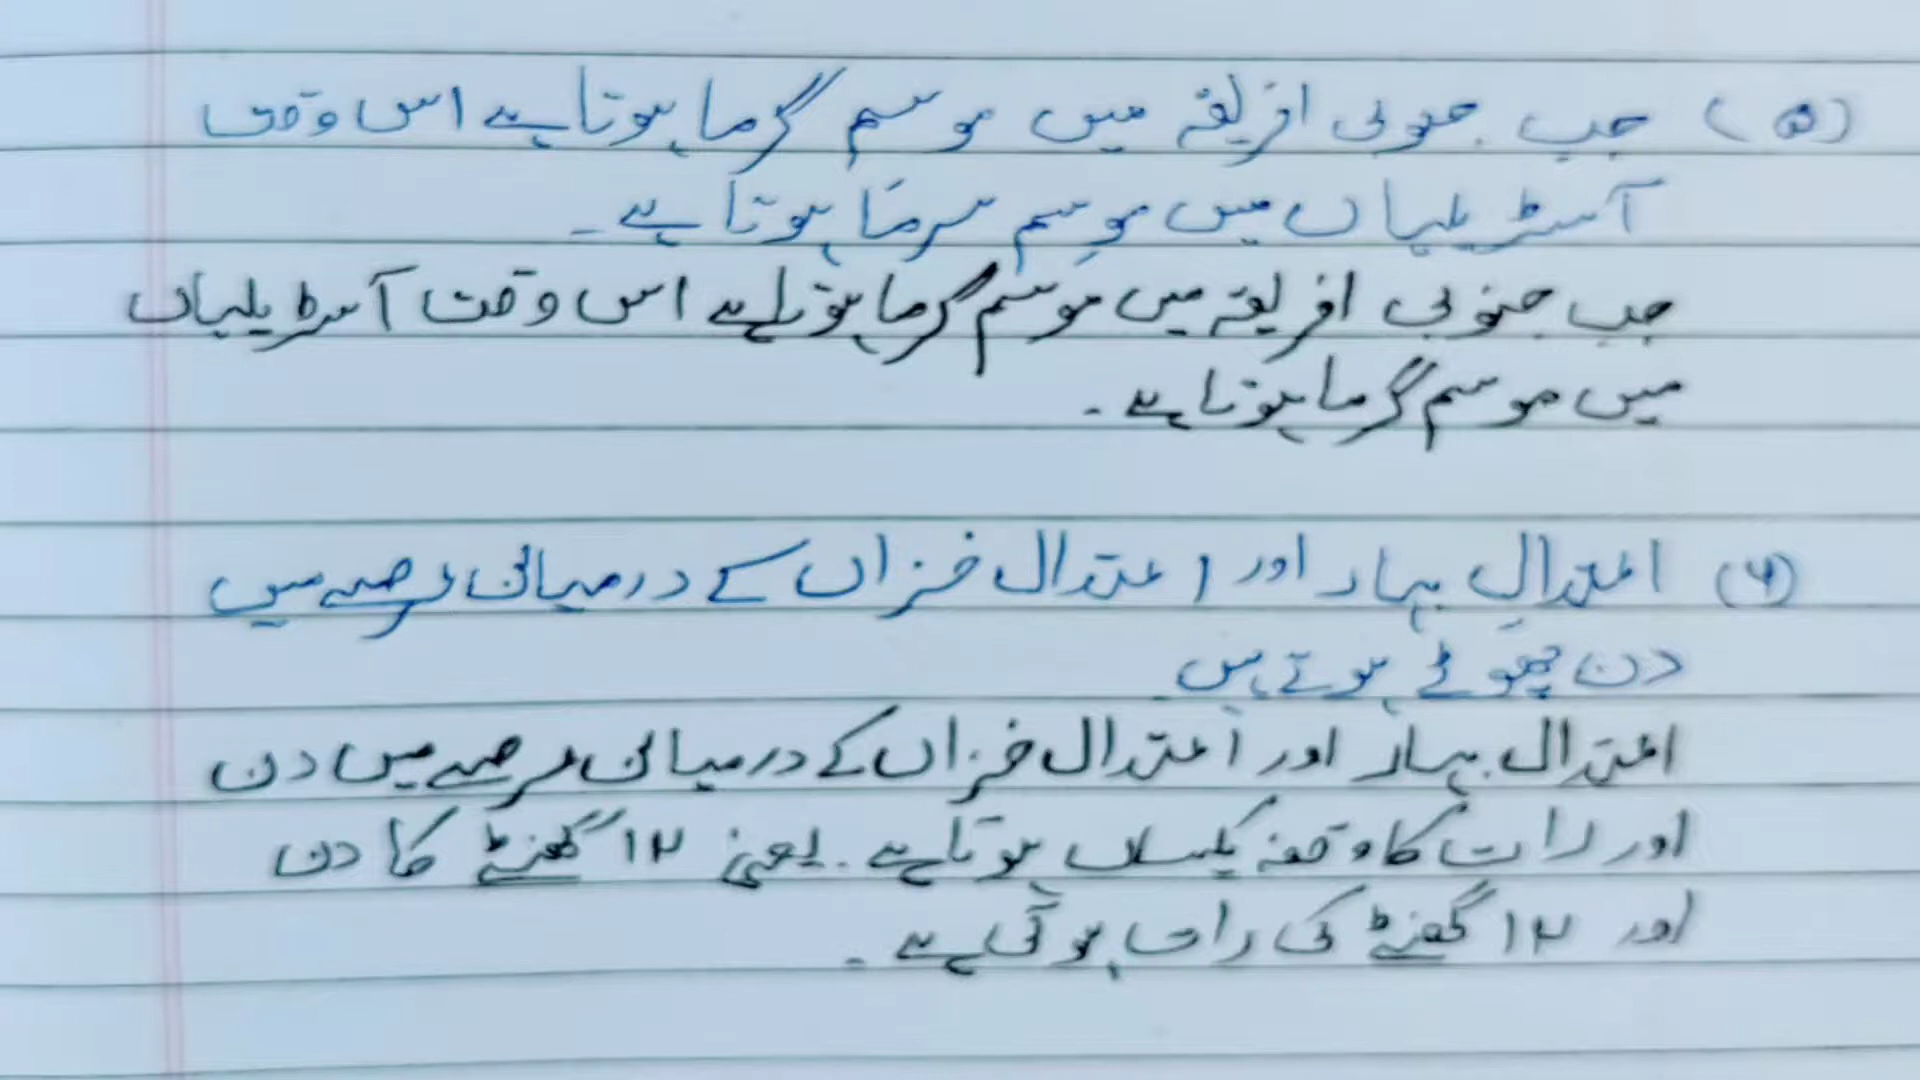 (۵) جب جنوبی افریقہ میں موسم گرما ہوتا ہے اس وقت
آسٹریلیاں میں موسم سرما ہوتا ہے۔
جب جنوبی افریقہ میں موسم گرما ہوتا ہے اس وقت آسٹریلیاں
میں موسم گرما ہوتا ہے۔
(۶) اعتدالِ بہار اور اعتدال خزاں کے درمیانی عرصے میں
دن چھوٹے ہوتے ہیں
اعتدال بہار اور اعتدال خزاں کے درمیانی عرصے میں دن
اور رات کا وقفہ یکساں ہوتا ہے۔ یعنی ۱۲ گھنٹے کا دن
اور ۱۲ گھنٹے کی رات ہوتی ہے۔